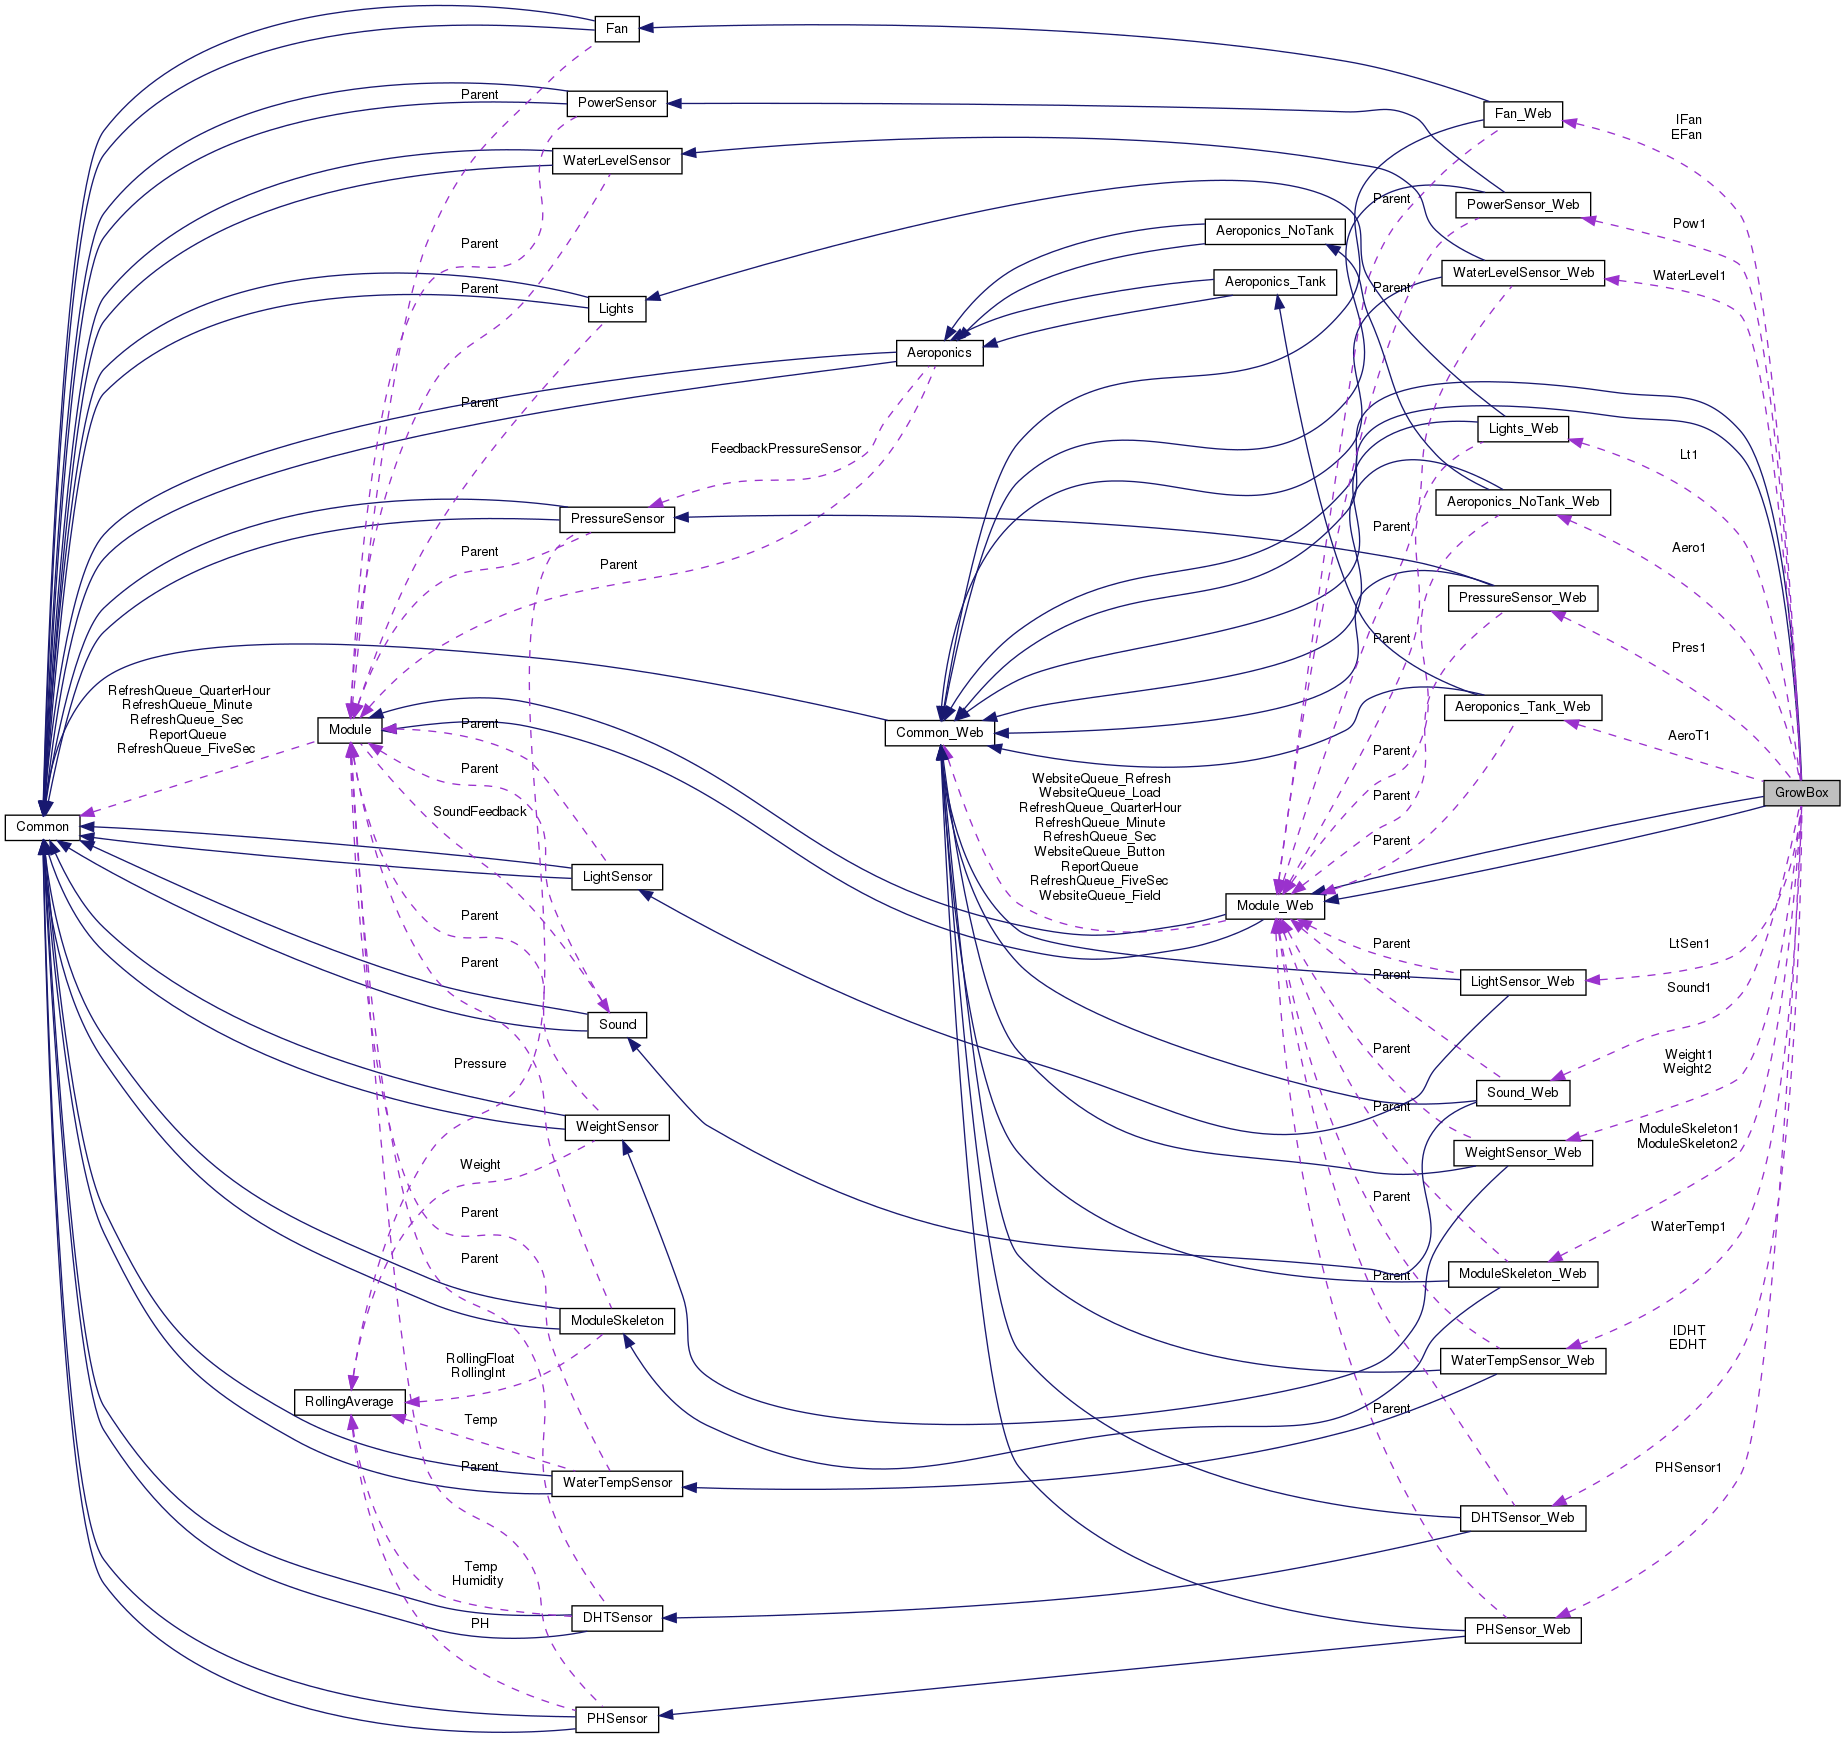 Fan
Parent
PowerSensor
Fan_Web
IFan
EFan
WaterLevelSensor
Parent
PowerSensor_Web
Pow1
Parent
Aeroponics_NoTank
WaterLevelSensor_Web
WaterLevel1
Parent
Lights
Aeroponics_Tank
Parent
Aeroponics
Parent
Lights_Web
Lt1
FeedbackPressureSensor
Aeroponics_NoTank_Web
PressureSensor
Parent
Aero1
Parent
Parent
PressureSensor_Web
Parent
Pres1
RefreshQueue_QuarterHour
RefreshQueue_Minute
RefreshQueue_Sec
ReportQueue
RefreshQueue_FiveSec
Module
Parent
Common_Web
Aeroponics_Tank_Web
AeroT1
Parent
Parent
WebsiteQueue_Refresh
WebsiteQueue_Load
RefreshQueue_QuarterHour
RefreshQueue_Minute
RefreshQueue_Sec
WebsiteQueue_Button
ReportQueue
RefreshQueue_FiveSec
WebsiteQueue_Field
Parent
GrowBox
Common
SoundFeedback
Parent
LightSensor
Module_Web
Parent
Parent
LtSen1
Parent
Parent
LightSensor_Web
Sound1
Sound
Parent
Weight1
Weight2
Pressure
Sound_Web
WeightSensor
Parent
ModuleSkeleton1
ModuleSkeleton2
Weight
WeightSensor_Web
Parent
Parent
WaterTemp1
Parent
Parent
ModuleSkeleton_Web
ModuleSkeleton
IDHT
EDHT
RollingFloat
RollingInt
WaterTempSensor_Web
RollingAverage
Temp
Parent
Parent
WaterTempSensor
PHSensor1
DHTSensor_Web
Temp
Humidity
DHTSensor
PH
PHSensor_Web
PHSensor